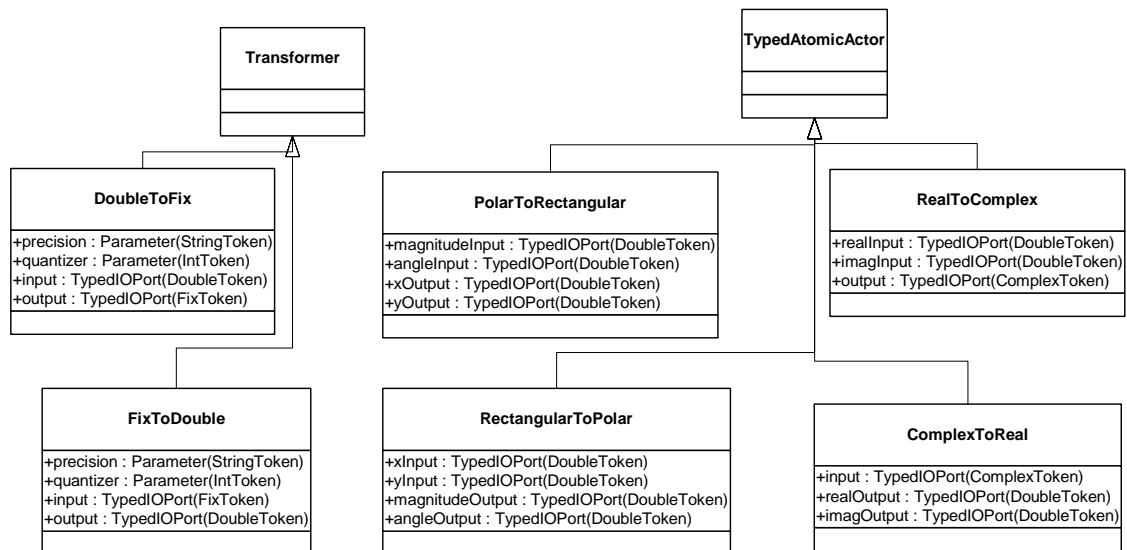 Transformer
TypedAtomicActor
DoubleToFix
+precision : Parameter(StringToken)
+quantizer : Parameter(IntToken)
+input : TypedIOPort(DoubleToken)
+output : TypedIOPort(FixToken)
PolarToRectangular
+magnitudeInput : TypedIOPort(DoubleToken)
+angleInput : TypedIOPort(DoubleToken)
+xOutput : TypedIOPort(DoubleToken)
+yOutput : TypedIOPort(DoubleToken)
RealToComplex
+realInput : TypedIOPort(DoubleToken)
+imagInput : TypedIOPort(DoubleToken)
+output : TypedIOPort(ComplexToken)
FixToDouble
+precision : Parameter(StringToken)
+quantizer : Parameter(IntToken)
+input : TypedIOPort(FixToken)
+output : TypedIOPort(DoubleToken)
RectangularToPolar
+xInput : TypedIOPort(DoubleToken)
+yInput : TypedIOPort(DoubleToken)
+magnitudeOutput : TypedIOPort(DoubleToken)
+angleOutput : TypedIOPort(DoubleToken)
ComplexToReal
+input : TypedIOPort(ComplexToken)
+realOutput : TypedIOPort(DoubleToken)
+imagOutput : TypedIOPort(DoubleToken)